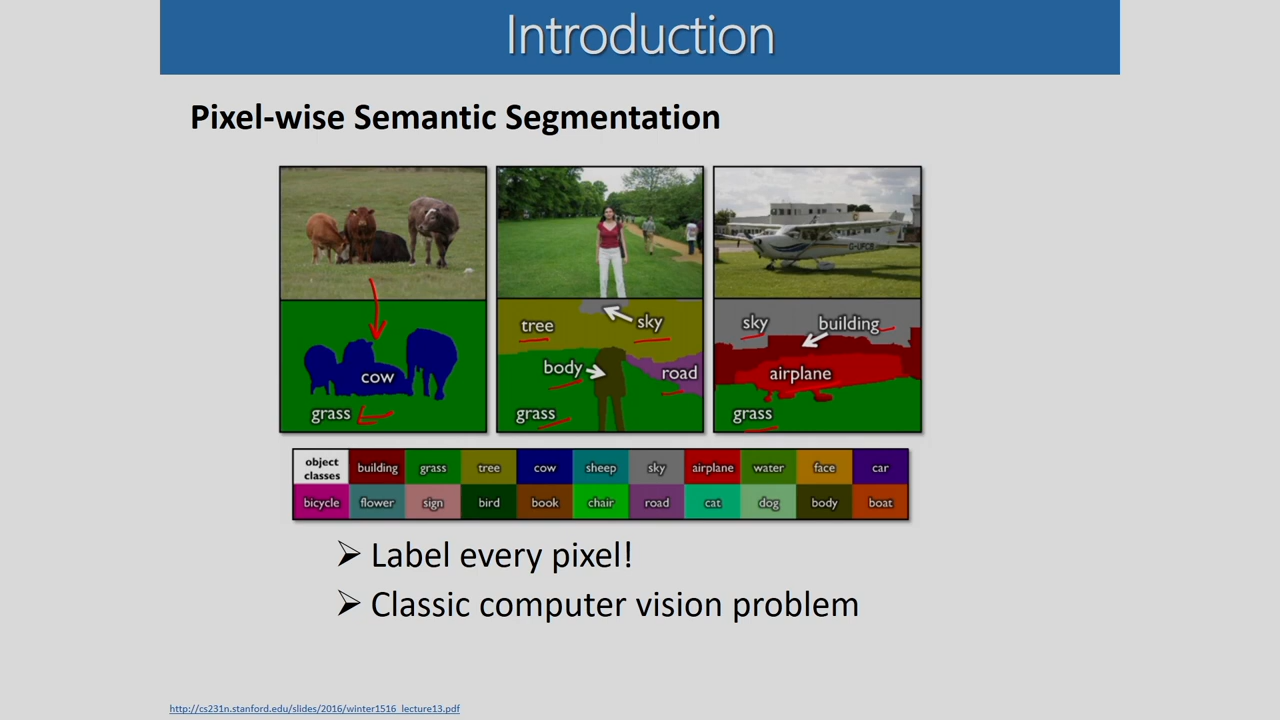 Introduction
Pixel-wise Semantic Segmentation
G-UFCB
tree
sky
body
road
grass
cow
grass
sky
building
airplane
grass
object classes
building
grass
tree
cow
sheep
sky
airplane
water
face
car
bicycle
flower
sign
bird
book
chair
road
cat
dog
body
boat
➢ Label every pixel!
➢ Classic computer vision problem
http://cs231n.stanford.edu/slides/2016/winter1516_lecture13.pdf